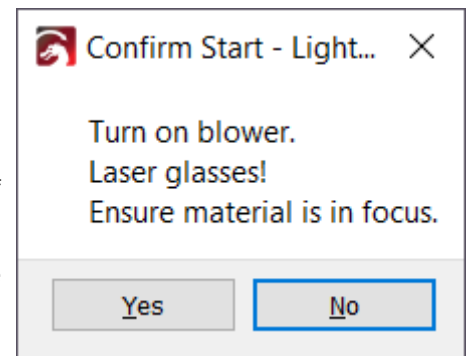 Confirm Start - Light...
Turn on blower.
Laser glasses!
Ensure material is in focus.
Yes
No